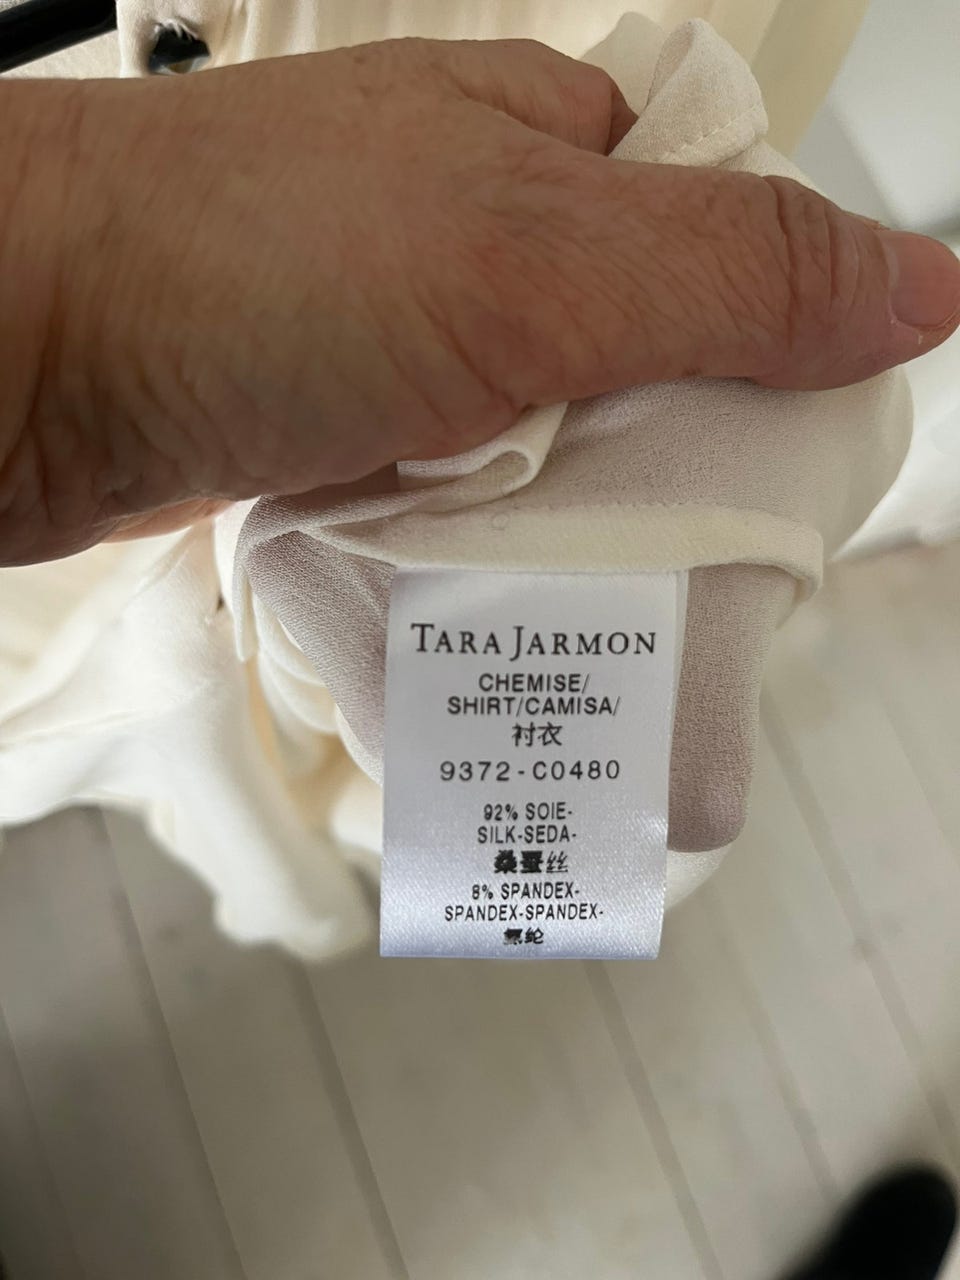 TARA JARMON
CHEMISE/
SHIRT/CAMISA/
衬衣
9372-C0480
92% SOIE-
SILK-SEDA-
桑蚕丝
8% SPANDEX-
SPANDEX-SPANDEX-
氨纶